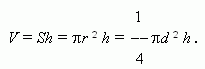 V = Sh = πr² h = 1/4 πd² h .